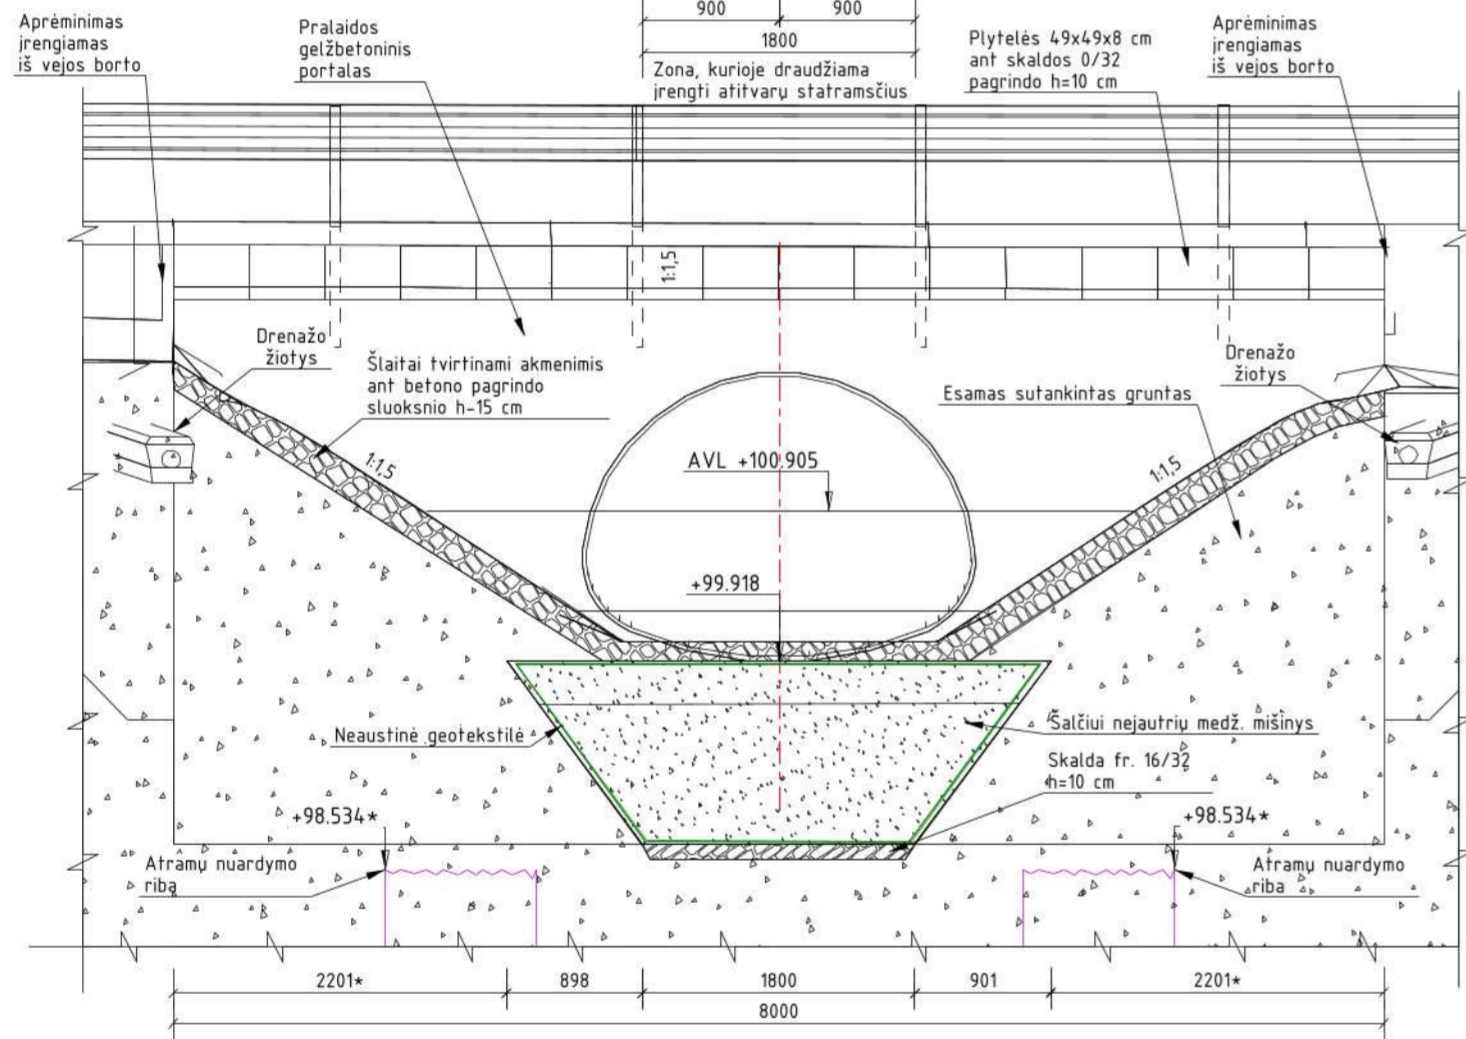 Aprėminimas
įrengiamas
iš vejos borto
Pralaidos
gelžbetoninis
portalas
900
900
1800
Zona, kurioje draudžiama
įrengti atitvarų statramsčius
Plytelės 49x49x8 cm
ant skaldos 0/32
pagrindo h=10 cm
Aprėminimas
įrengiamas
iš vejos borto
1:1,5
Drenažo
žiotys
Šlaitai tvirtinami akmenimis
ant betono pagrindo
sluoksnio h-15 cm
Drenažo
žiotys
Esamas sutankintas gruntas
1:1,5
AVL +100.905
1:1,5
+99.918
Neaustinė geotekstilė
Šalčiui nejautrių medž. mišinys
Skalda fr. 16/32
h=10 cm
+98.534*
+98.534*
Atramų nuardymo
riba
Atramų nuardymo
riba
2201*
898
1800
901
2201*
8000